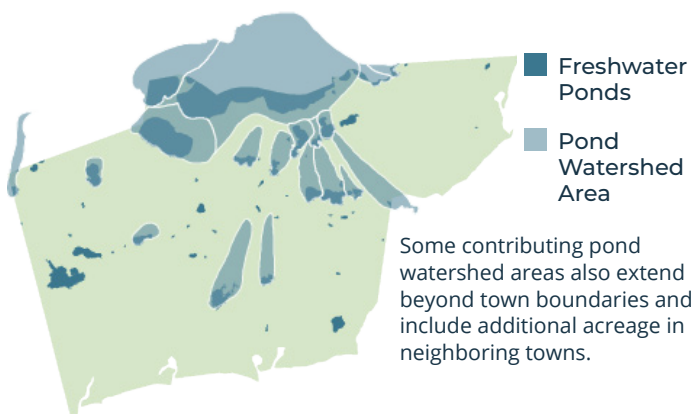 Freshwater
Ponds
Pond
Watershed
Area
Some contributing pond
watershed areas also extend
beyond town boundaries and
include additional acreage in
neighboring towns.